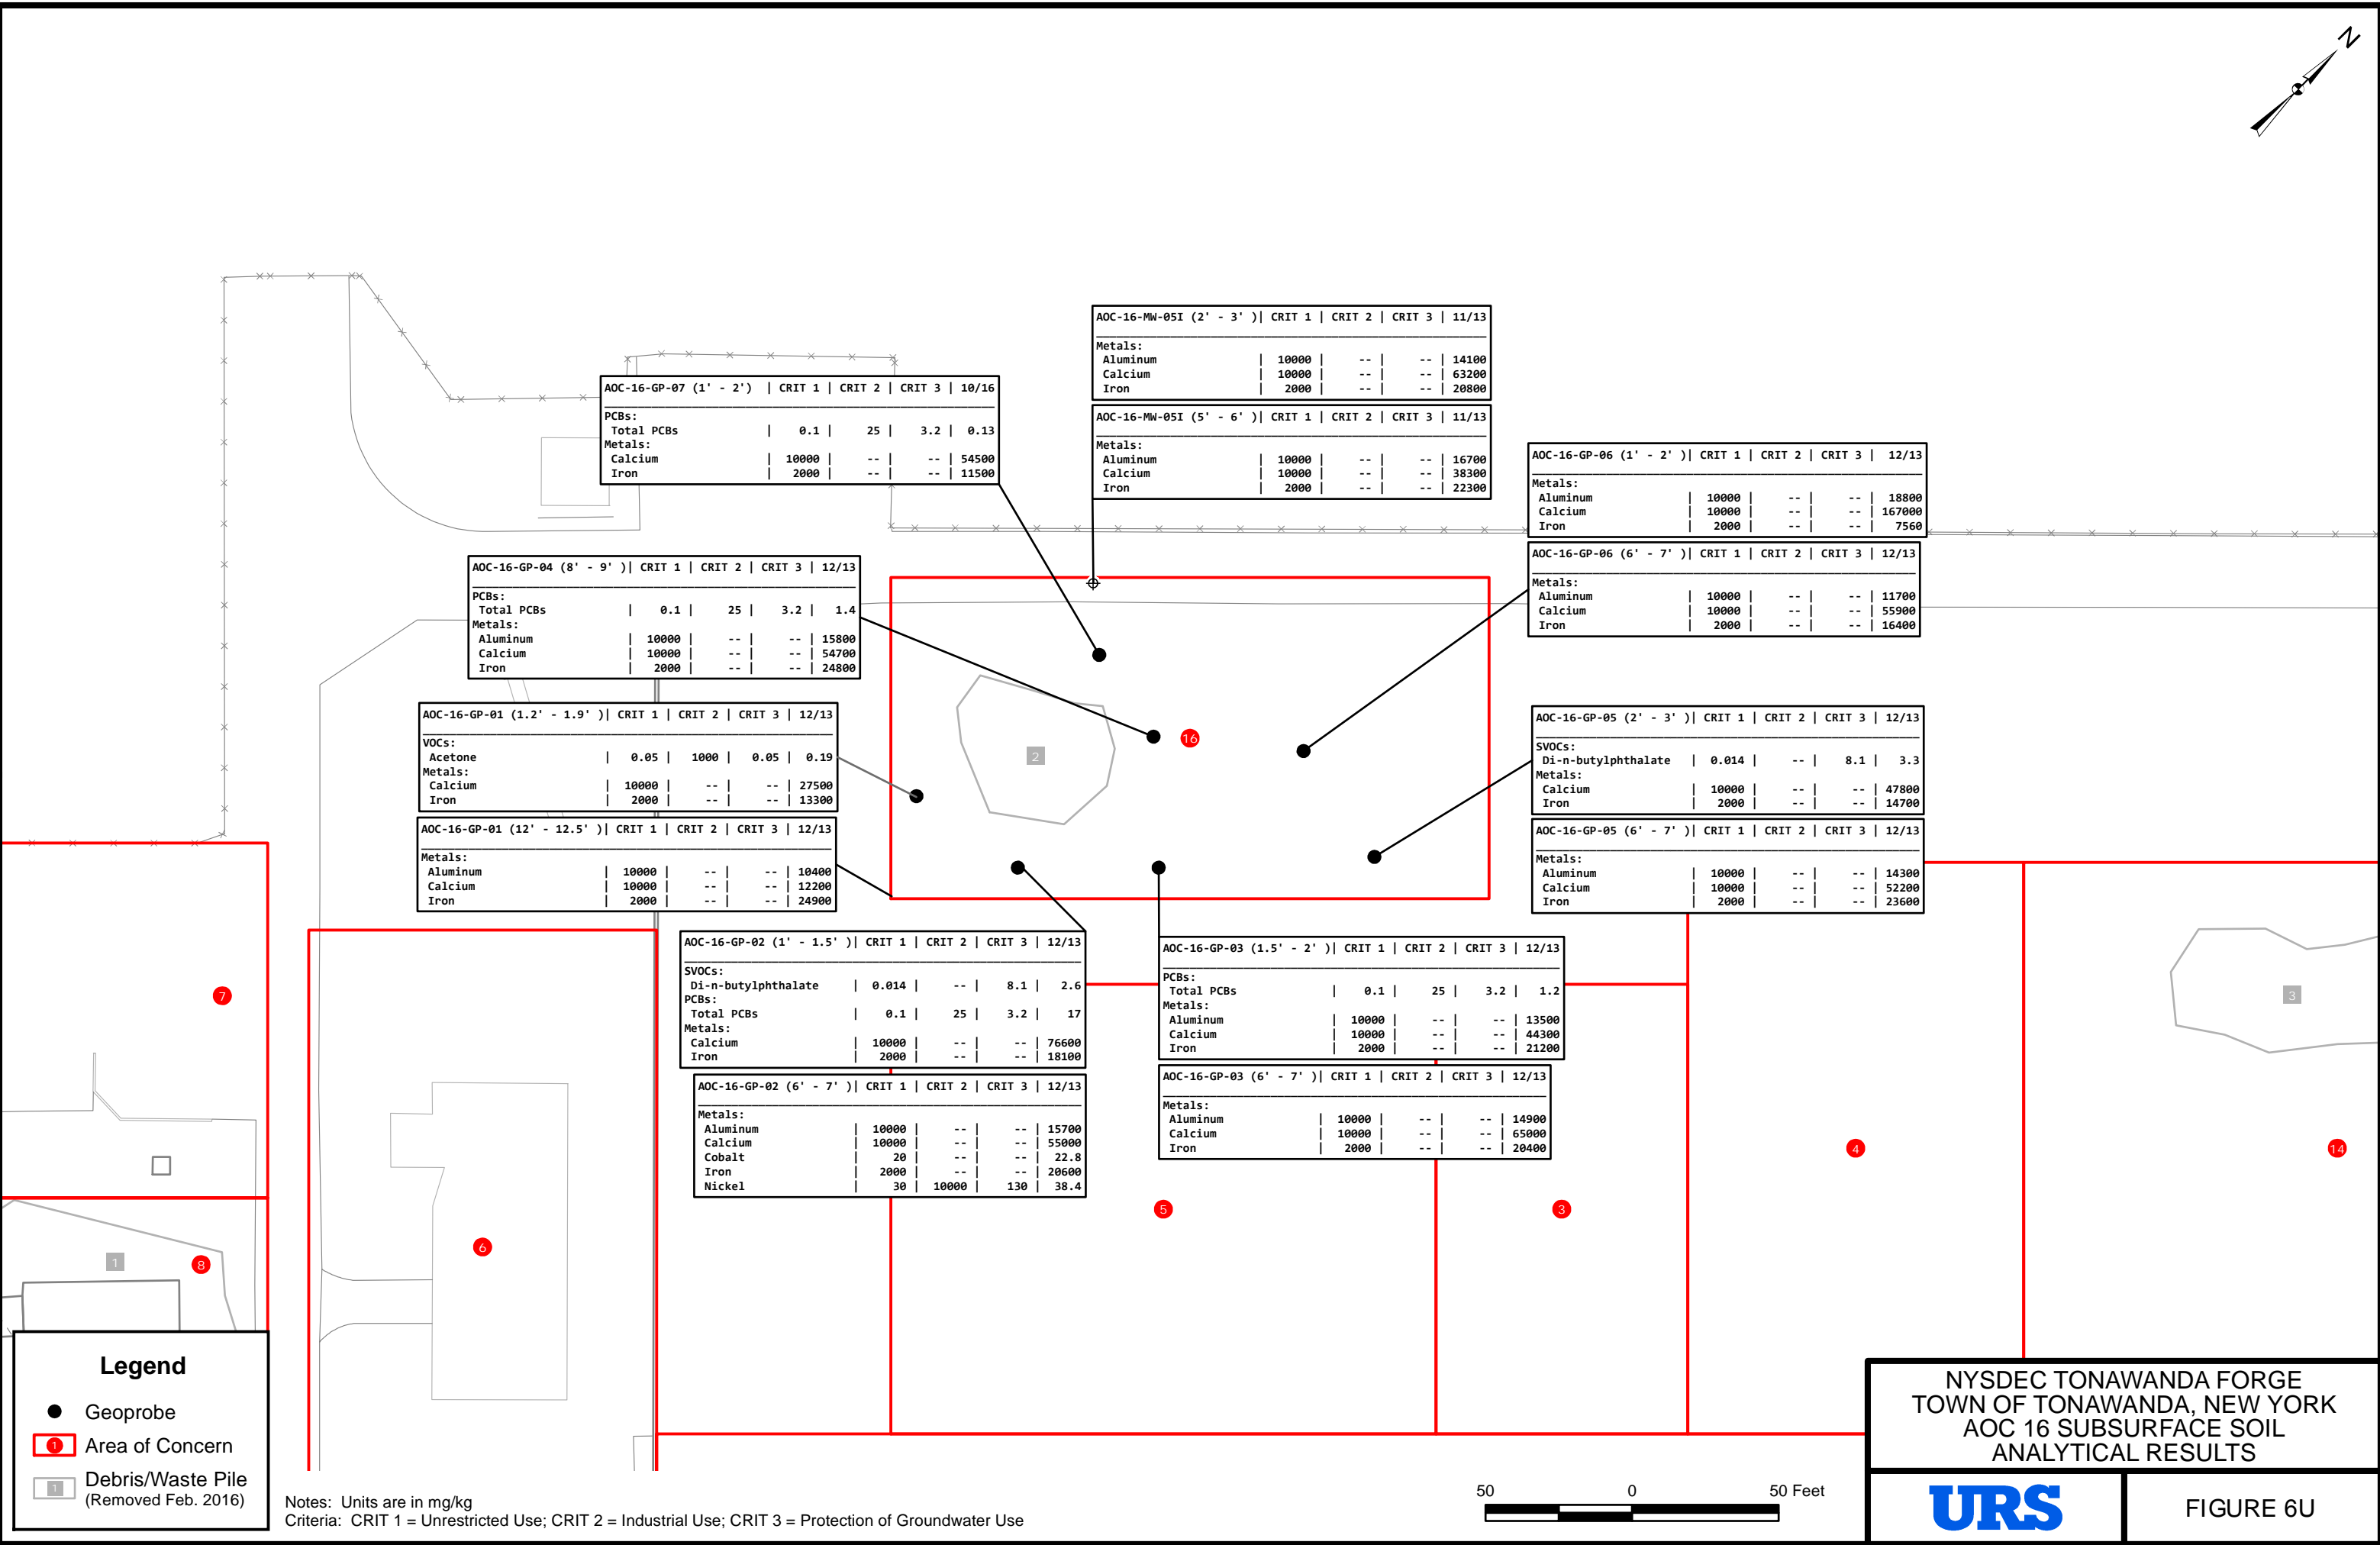 N
AOC-16-MW-05I (2' - 3' )| CRIT 1 | CRIT 2 | CRIT 3 | 11/13
Metals:
Aluminum | 10000 | -- | -- | 14100
Calcium | 10000 | -- | -- | 63200
Iron | 2000 | -- | -- | 20800
AOC-16-MW-05I (5' - 6' )| CRIT 1 | CRIT 2 | CRIT 3 | 11/13
Metals:
Aluminum | 10000 | -- | -- | 16700
Calcium | 10000 | -- | -- | 38300
Iron | 2000 | -- | -- | 22300
AOC-16-GP-07 (1' - 2') | CRIT 1 | CRIT 2 | CRIT 3 | 10/16
PCBs:
Total PCBs | 0.1 | 25 | 3.2 | 0.13
Metals:
Calcium | 10000 | -- | -- | 54500
Iron | 2000 | -- | -- | 11500
AOC-16-GP-06 (1' - 2' )| CRIT 1 | CRIT 2 | CRIT 3 | 12/13
Metals:
Aluminum | 10000 | -- | -- | 18800
Calcium | 10000 | -- | -- | 167000
Iron | 2000 | -- | -- | 7560
AOC-16-GP-06 (6' - 7' )| CRIT 1 | CRIT 2 | CRIT 3 | 12/13
Metals:
Aluminum | 10000 | -- | -- | 11700
Calcium | 10000 | -- | -- | 55900
Iron | 2000 | -- | -- | 16400
AOC-16-GP-04 (8' - 9' )| CRIT 1 | CRIT 2 | CRIT 3 | 12/13
PCBs:
Total PCBs | 0.1 | 25 | 3.2 | 1.4
Metals:
Aluminum | 10000 | -- | -- | 15800
Calcium | 10000 | -- | -- | 54700
Iron | 2000 | -- | -- | 24800
AOC-16-GP-01 (1.2' - 1.9' )| CRIT 1 | CRIT 2 | CRIT 3 | 12/13
VOCs:
Acetone | 0.05 | 1000 | 0.05 | 0.19
Metals:
Calcium | 10000 | -- | -- | 27500
Iron | 2000 | -- | -- | 13300
AOC-16-GP-01 (12' - 12.5' )| CRIT 1 | CRIT 2 | CRIT 3 | 12/13
Metals:
Aluminum | 10000 | -- | -- | 10400
Calcium | 10000 | -- | -- | 12200
Iron | 2000 | -- | -- | 24900
2
16
AOC-16-GP-05 (2' - 3' )| CRIT 1 | CRIT 2 | CRIT 3 | 12/13
SVOCs:
Di-n-butylphthalate | 0.014 | -- | 8.1 | 3.3
Metals:
Calcium | 10000 | -- | -- | 47800
Iron | 2000 | -- | -- | 14700
AOC-16-GP-05 (6' - 7' )| CRIT 1 | CRIT 2 | CRIT 3 | 12/13
Metals:
Aluminum | 10000 | -- | -- | 14300
Calcium | 10000 | -- | -- | 52200
Iron | 2000 | -- | -- | 23600
AOC-16-GP-02 (1' - 1.5' )| CRIT 1 | CRIT 2 | CRIT 3 | 12/13
SVOCs:
Di-n-butylphthalate | 0.014 | -- | 8.1 | 2.6
PCBs:
Total PCBs | 0.1 | 25 | 3.2 | 17
Metals:
Calcium | 10000 | -- | -- | 76600
Iron | 2000 | -- | -- | 18100
AOC-16-GP-02 (6' - 7' )| CRIT 1 | CRIT 2 | CRIT 3 | 12/13
Metals:
Aluminum | 10000 | -- | -- | 15700
Calcium | 10000 | -- | -- | 55000
Cobalt | 20 | -- | -- | 22.8
Iron | 2000 | -- | -- | 20600
Nickel | 30 | 10000 | 130 | 38.4
AOC-16-GP-03 (1.5' - 2' )| CRIT 1 | CRIT 2 | CRIT 3 | 12/13
PCBs:
Total PCBs | 0.1 | 25 | 3.2 | 1.2
Metals:
Aluminum | 10000 | -- | -- | 13500
Calcium | 10000 | -- | -- | 44300
Iron | 2000 | -- | -- | 21200
AOC-16-GP-03 (6' - 7' )| CRIT 1 | CRIT 2 | CRIT 3 | 12/13
Metals:
Aluminum | 10000 | -- | -- | 14900
Calcium | 10000 | -- | -- | 65000
Iron | 2000 | -- | -- | 20400
7
3
4
14
5
3
6
1
8
Legend
Geoprobe
1 Area of Concern
1 Debris/Waste Pile
(Removed Feb. 2016)
Notes: Units are in mg/kg
Criteria: CRIT 1 = Unrestricted Use; CRIT 2 = Industrial Use; CRIT 3 = Protection of Groundwater Use
50 0 50 Feet
NYSDEC TONAWANDA FORGE
TOWN OF TONAWANDA, NEW YORK
AOC 16 SUBSURFACE SOIL
ANALYTICAL RESULTS
URS
FIGURE 6U